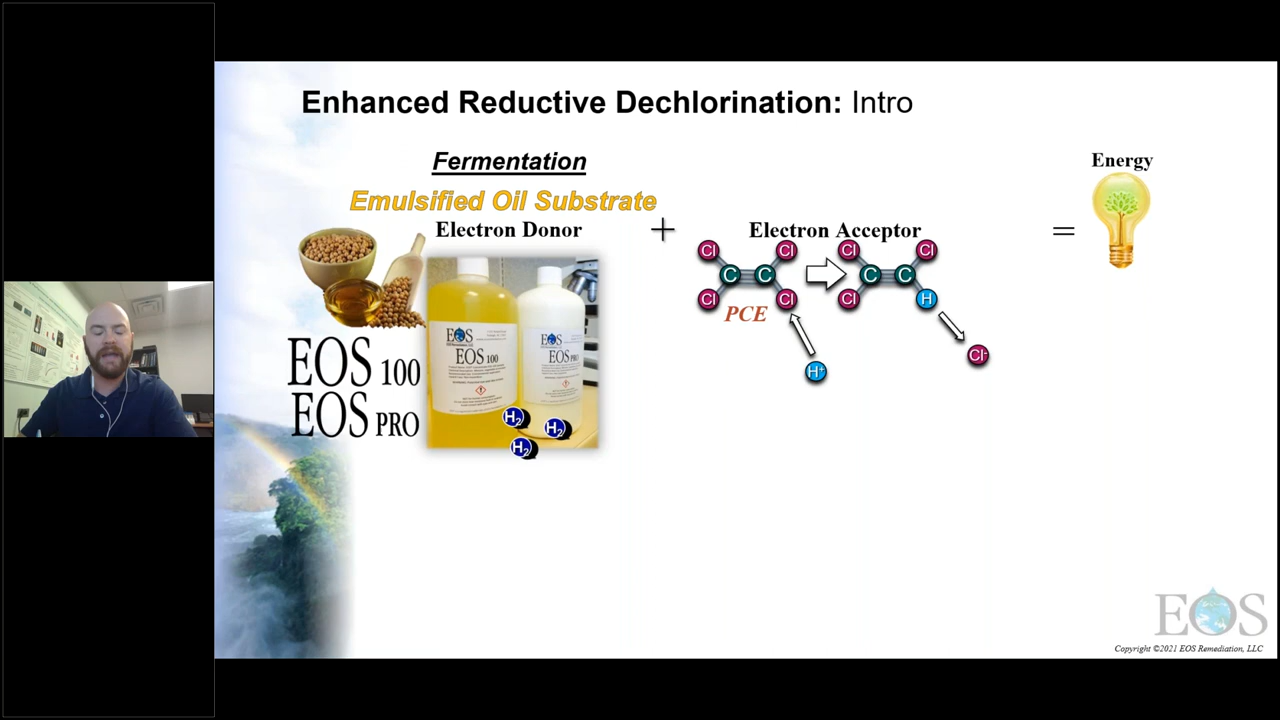 Enhanced Reductive Dechlorination: Intro
Fermentation
Emulsified Oil Substrate
Electron Donor
+
Electron Acceptor
=
Energy
Cl Cl Cl Cl
C C C C
Cl Cl Cl H
PCE
Cl-
H+
EOS 100
EOS PRO
EOS
EOS 100
EOS
EOS PRO
H2
H2
H2
EOS
Copyright ©2021 EOS Remediation, LLC